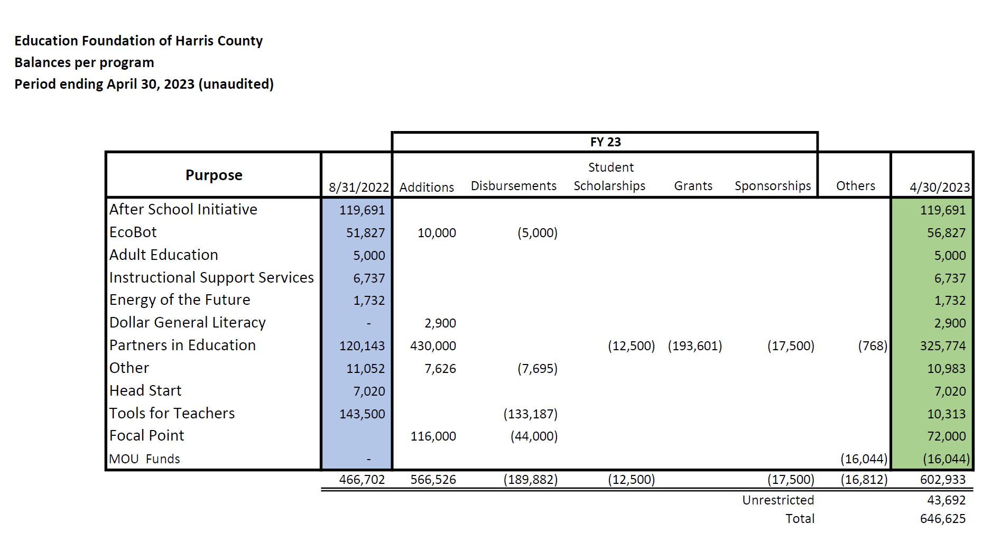 Education Foundation of Harris County
Balances per program
Period ending April 30, 2023 (unaudited)
FY 23
Purpose 8/31/2022 Additions Disbursements Student Scholarships Grants Sponsorships Others 4/30/2023
After School Initiative 119,691 119,691
EcoBot 51,827 10,000 (5,000) 56,827
Adult Education 5,000 5,000
Instructional Support Services 6,737 6,737
Energy of the Future 1,732 1,732
Dollar General Literacy - 2,900 2,900
Partners in Education 120,143 430,000 (12,500) (193,601) (17,500) (768) 325,774
Other 11,052 7,626 (7,695) 10,983
Head Start 7,020 7,020
Tools for Teachers 143,500 (133,187) 10,313
Focal Point 116,000 (44,000) 72,000
MOU Funds - (16,044) (16,044)
466,702 566,526 (189,882) (12,500) (17,500) (16,812) 602,933
Unrestricted 43,692
Total 646,625